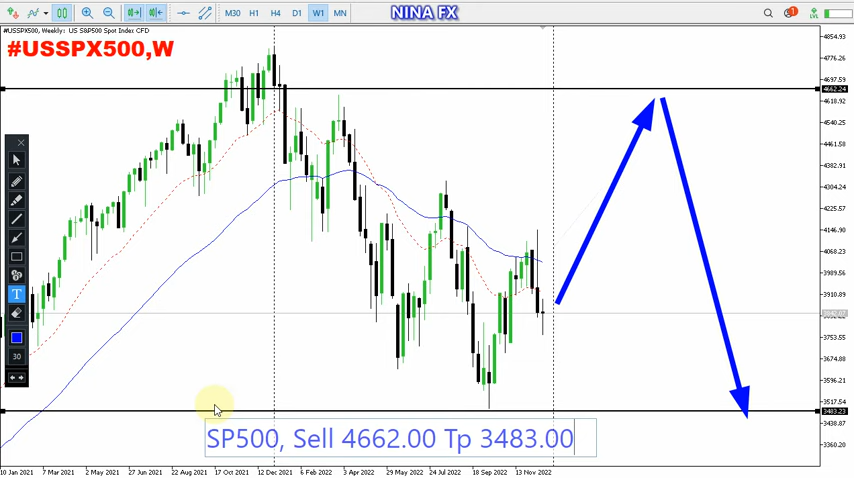 M30 H1 H4 D1 W1 MN
NINA FX
1
LVL
#USSPX500, Weekly: US S&P500 Spot Index CFD
#USSPX500,W
4854.93
4776.26
4697.59
4662.24
4618.92
4540.25
4461.58
4382.91
4304.24
4225.57
4146.90
4068.23
3989.56
3910.89
3753.55
3674.88
3596.21
3517.54
3483.23
3438.87
3360.20
T
30
SP500, Sell 4662.00 Tp 3483.00
10 Jan 2021 7 Mar 2021 2 May 2021 27 Jun 2021 22 Aug 2021 17 Oct 2021 12 Dec 2021 6 Feb 2022 3 Apr 2022 29 May 2022 24 Jul 2022 18 Sep 2022 13 Nov 2022